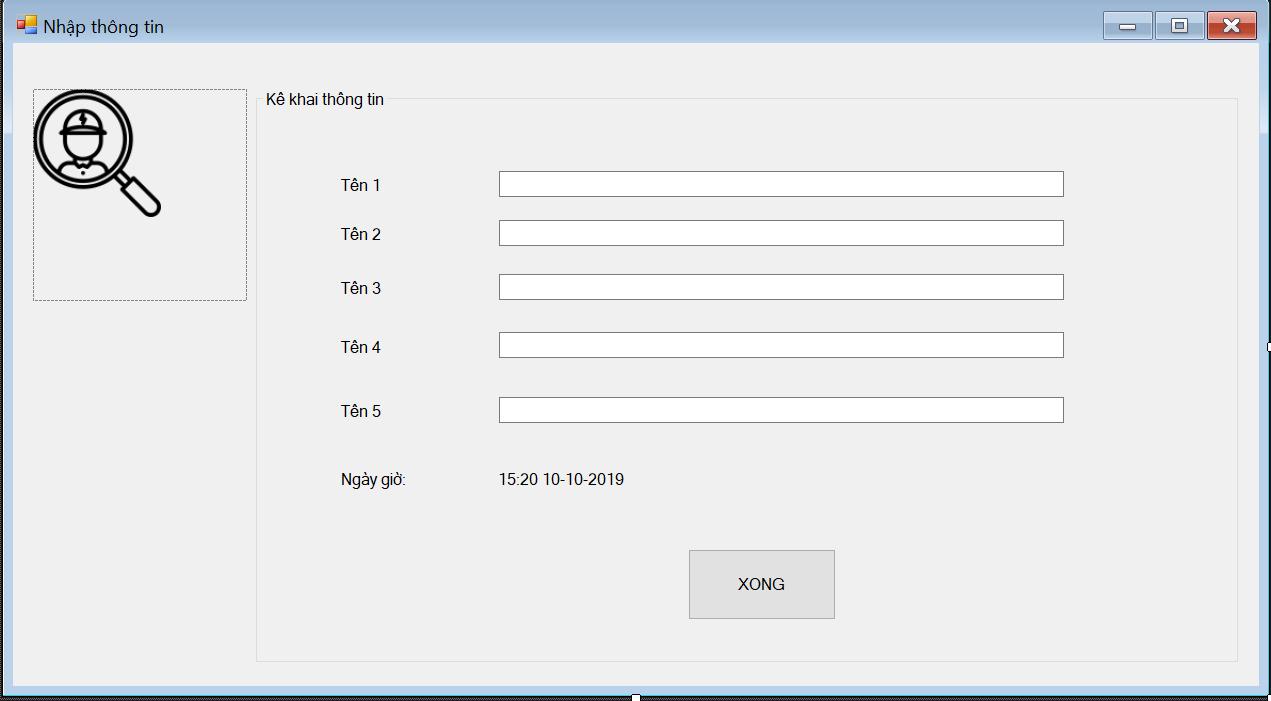 Nhập thông tin
Kê khai thông tin
Tên 1
Tên 2
Tên 3
Tên 4
Tên 5
Ngày giờ: 15:20 10-10-2019
XONG